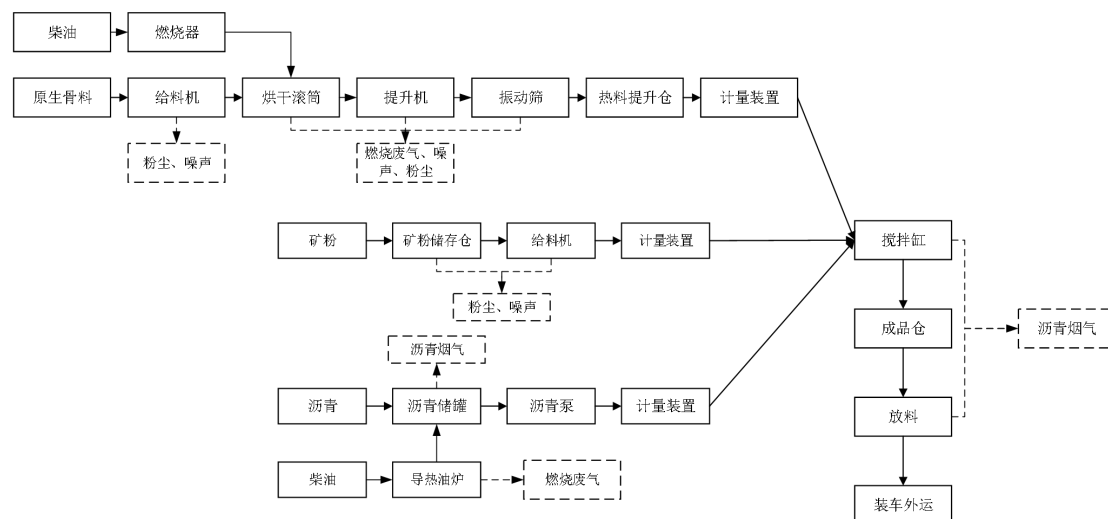 柴油
燃烧器
原生骨料
给料机
烘干滚筒
提升机
振动筛
热料提升仓
计量装置
粉尘、噪声
燃烧废气、噪
声、粉尘
矿粉
矿粉储存仓
给料机
计量装置
搅拌缸
粉尘、噪声
成品仓
沥青烟气
沥青烟气
沥青
沥青储罐
沥青泵
计量装置
放料
柴油
导热油炉
燃烧废气
装车外运